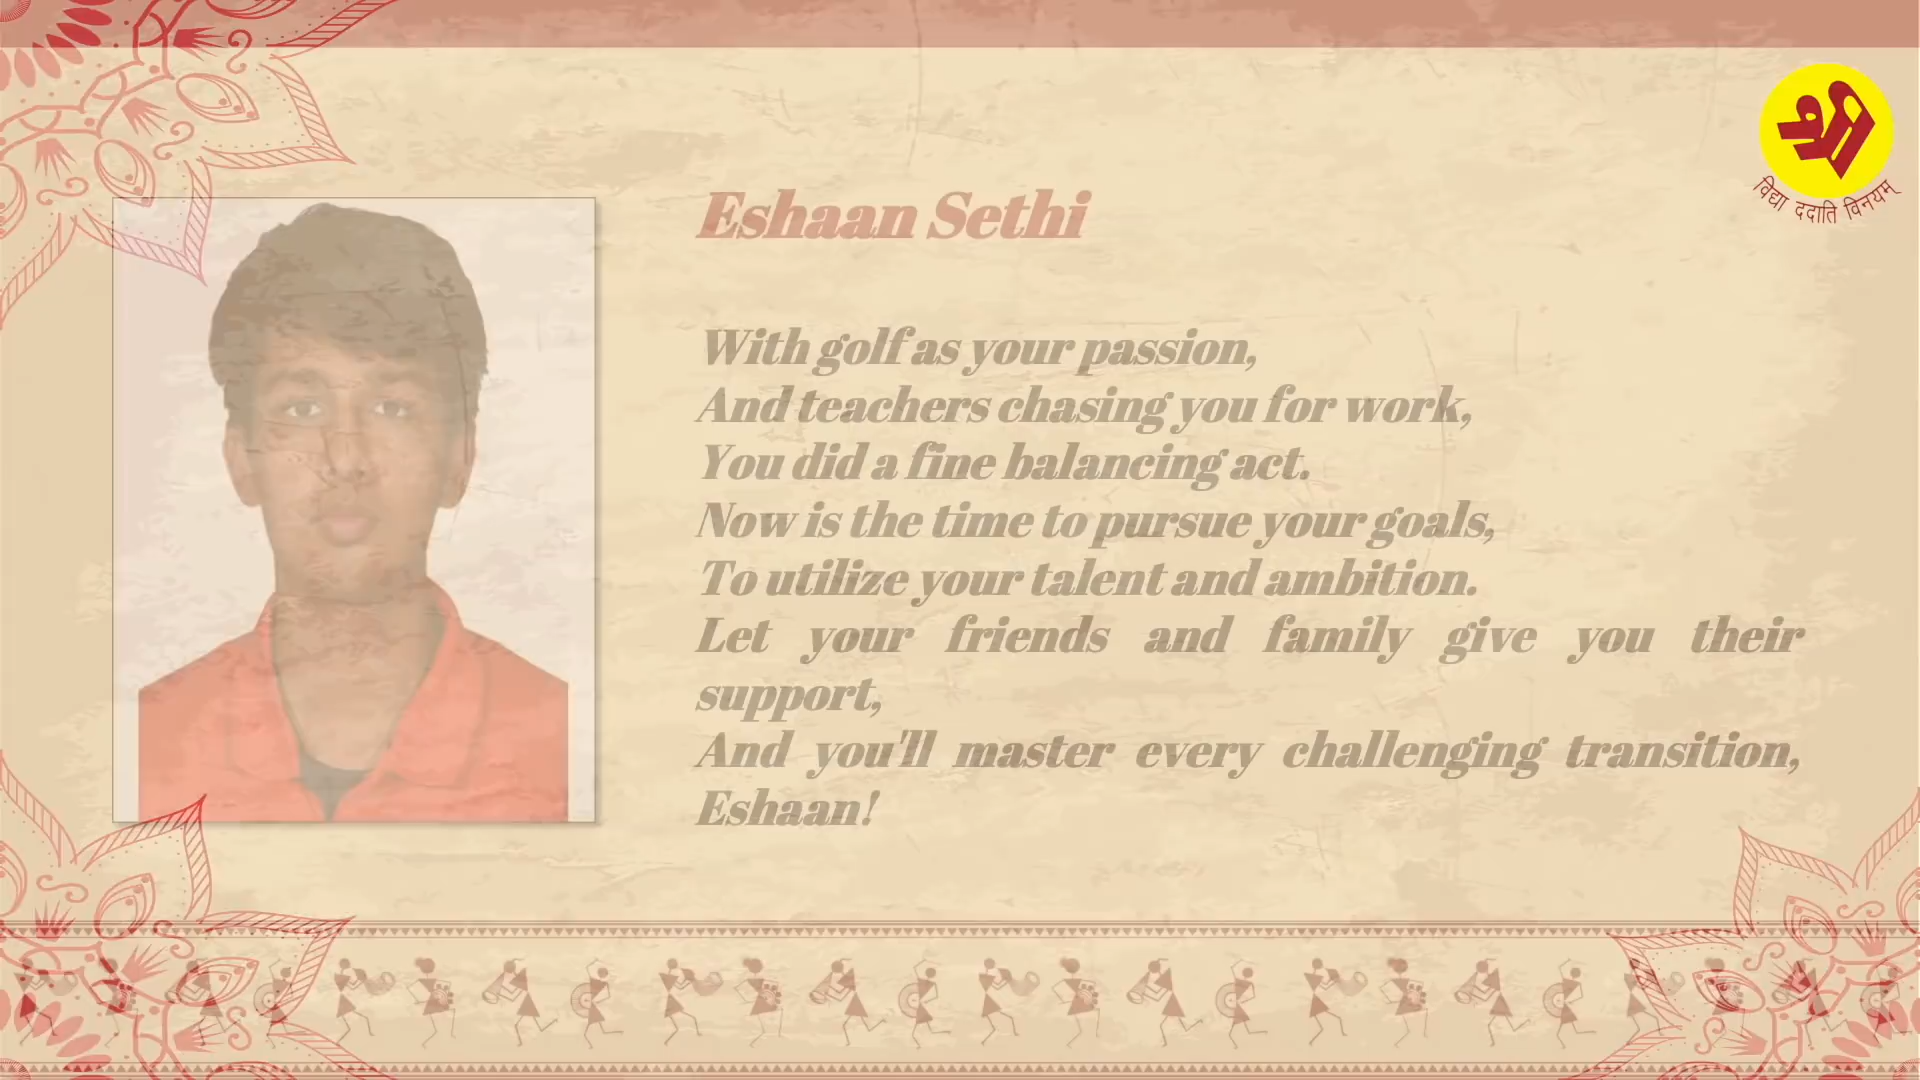 विद्या ददाति विनयम्
Eshaan Sethi
With golf as your passion,
And teachers chasing you for work,
You did a fine balancing act.
Now is the time to pursue your goals,
To utilize your talent and ambition.
Let your friends and family give you their
support,
And you'll master every challenging transition,
Eshaan!